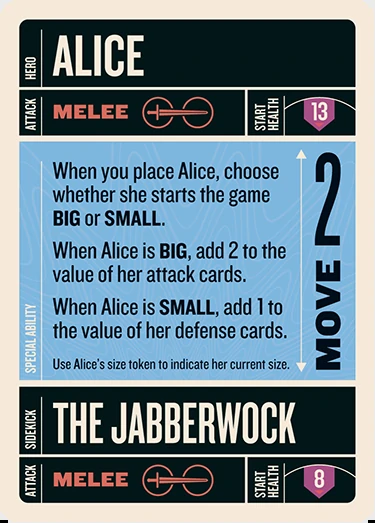 HERO
ALICE
ATTACK
MELEE
START
HEALTH
13
SPECIAL ABILITY
When you place Alice, choose
whether she starts the game
BIG or SMALL.
When Alice is BIG, add 2 to the
value of her attack cards.
When Alice is SMALL, add 1 to
the value of her defense cards.
Use Alice's size token to indicate her current size.
MOVE 2
SIDEKICK
THE JABBERWOCK
ATTACK
MELEE
START
HEALTH
8